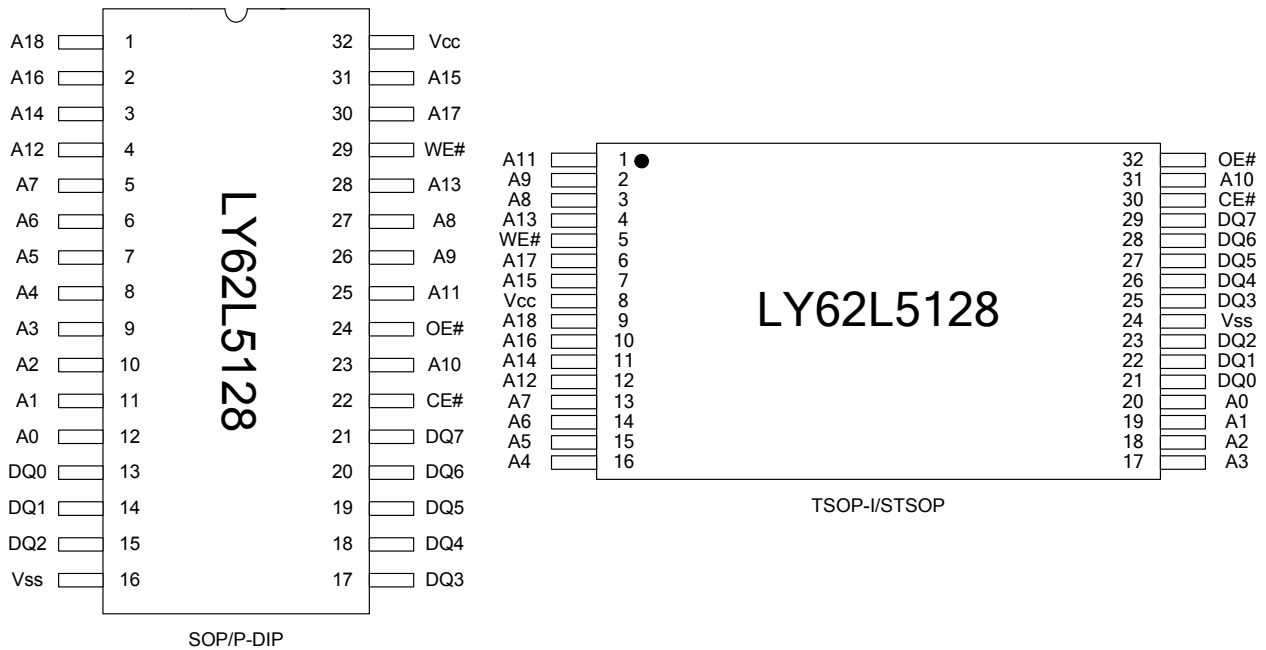 A18 1 32 Vcc
A16 2 31 A15
A14 3 30 A17
A12 4 29 WE#
A7 5 28 A13
A6 6 27 A8
A5 7 26 A9
A4 8 25 A11
A3 9 24 OE#
A2 10 23 A10
A1 11 22 CE#
A0 12 21 DQ7
DQ0 13 20 DQ6
DQ1 14 19 DQ5
DQ2 15 18 DQ4
Vss 16 17 DQ3
LY62L5128
SOP/P-DIP
A11 1 32 OE#
A9 2 31 A10
A8 3 30 CE#
A13 4 29 DQ7
WE# 5 28 DQ6
A17 6 27 DQ5
A15 7 26 DQ4
Vcc 8 25 DQ3
A18 9 24 Vss
A16 10 23 DQ2
A14 11 22 DQ1
A12 12 21 DQ0
A7 13 20 A0
A6 14 19 A1
A5 15 18 A2
A4 16 17 A3
LY62L5128
TSOP-I/STSOP